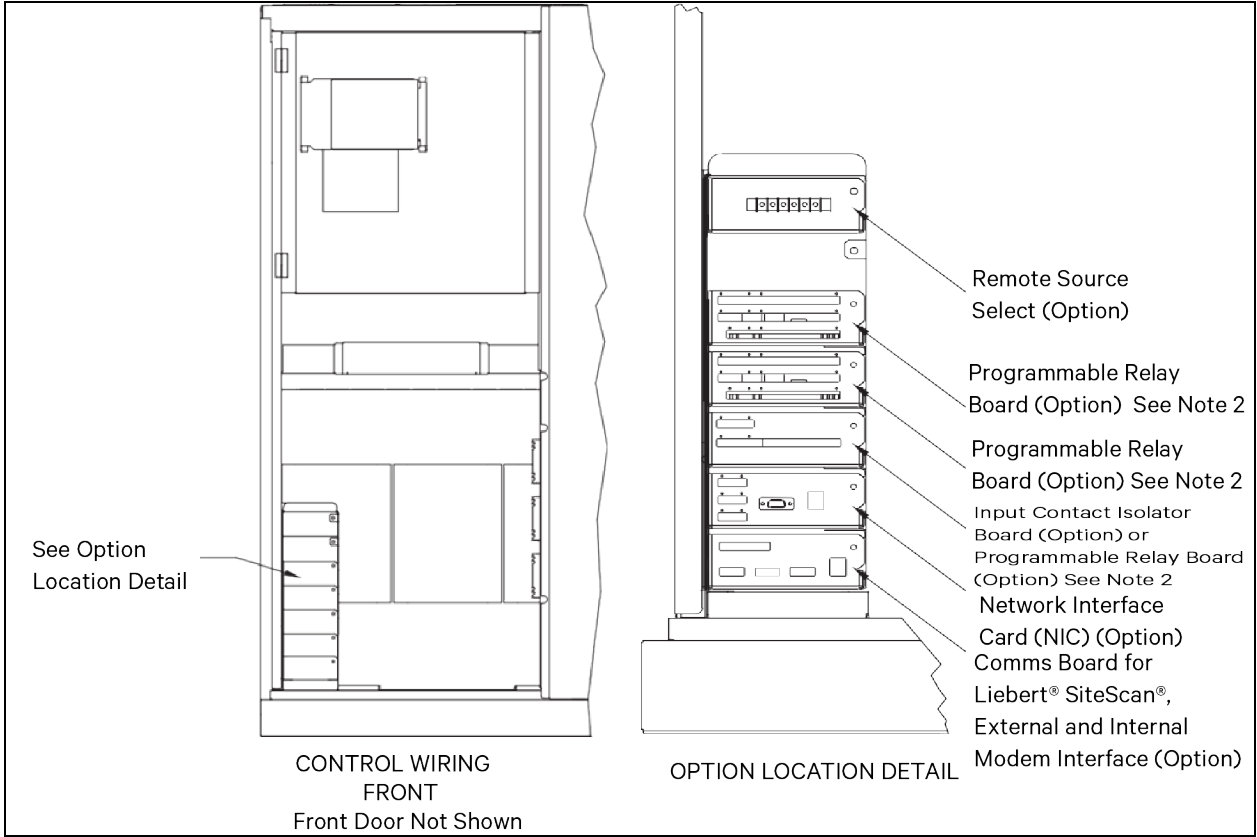 Remote Source
Select (Option)
Programmable Relay
Board (Option) See Note 2
Programmable Relay
Board (Option) See Note 2
Input Contact Isolator
Board (Option) or
Programmable Relay Board
(Option) See Note 2
Network Interface
Card (NIC) (Option)
Comms Board for
Liebert® SiteScan®,
External and Internal
Modem Interface (Option)
See Option
Location Detail
CONTROL WIRING
FRONT
Front Door Not Shown
OPTION LOCATION DETAIL